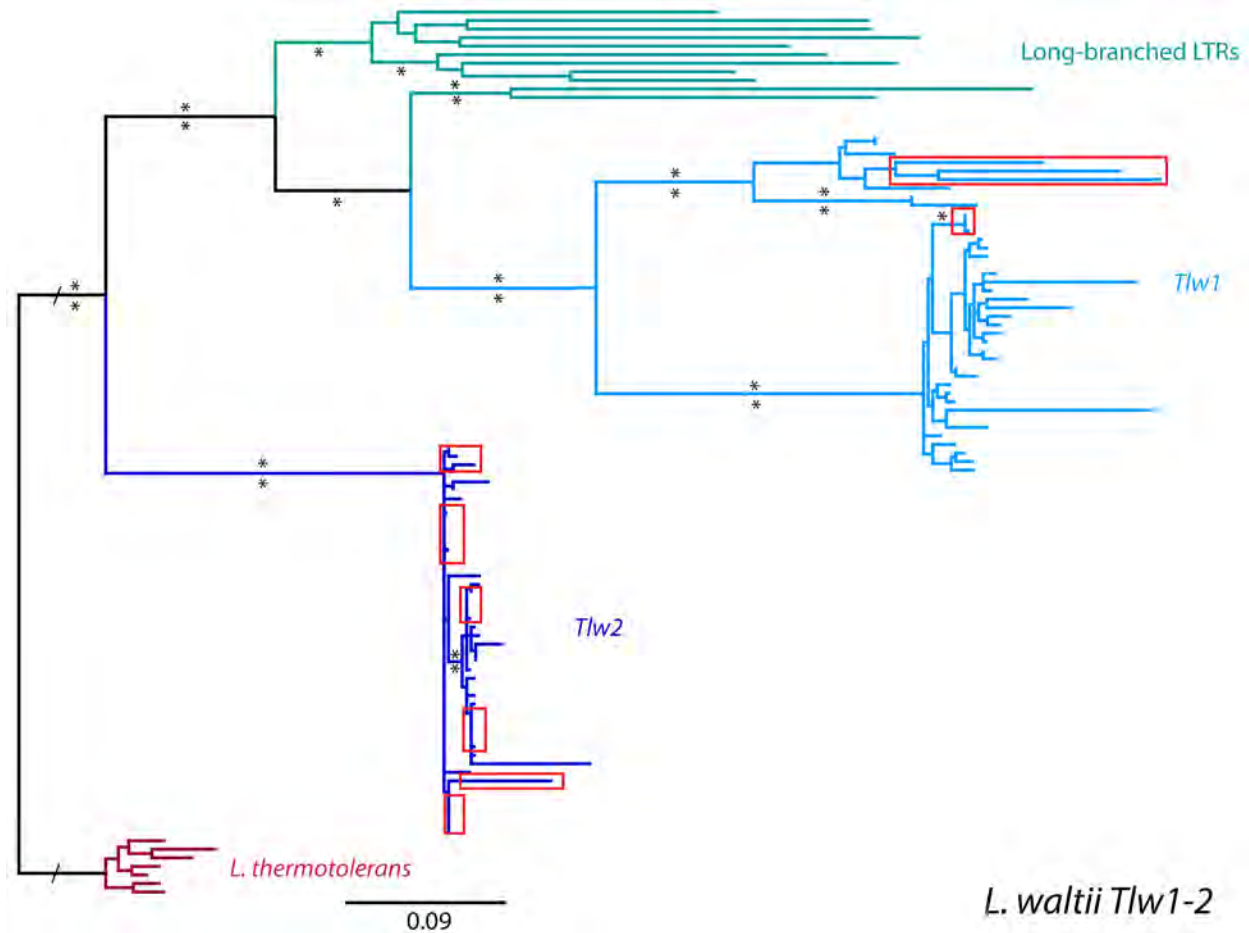 Long-branched LTRs
Tlw1
Tlw2
L. thermotolerans
0.09
L. waltii Tlw1-2